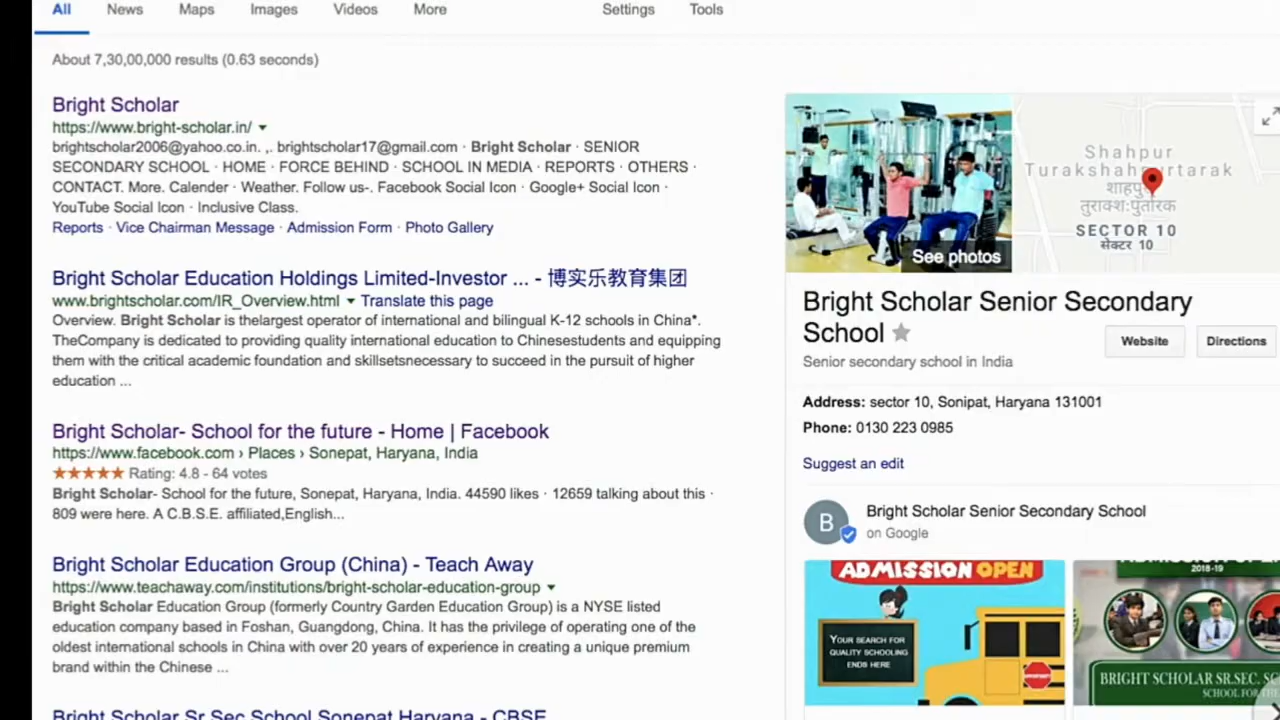 All News Maps Images Videos More Settings Tools
About 7,30,00,000 results (0.63 seconds)
Bright Scholar
https://www.bright-scholar.in/
brightscholar2006@yahoo.co.in. ,. brightscholar17@gmail.com · Bright Scholar · SENIOR
SECONDARY SCHOOL · HOME · FORCE BEHIND · SCHOOL IN MEDIA · REPORTS · OTHERS ·
CONTACT. More. Calender · Weather. Follow us-. Facebook Social Icon · Google+ Social Icon ·
YouTube Social Icon · Inclusive Class.
Reports · Vice Chairman Message · Admission Form · Photo Gallery
Bright Scholar Education Holdings Limited-Investor ... - 博实乐教育集团
www.brightscholar.com/IR_Overview.html Translate this page
Overview. Bright Scholar is thelargest operator of international and bilingual K-12 schools in China*.
TheCompany is dedicated to providing quality international education to Chinesestudents and equipping
them with the critical academic foundation and skillsetsnecessary to succeed in the pursuit of higher
education ...
Bright Scholar- School for the future - Home | Facebook
https://www.facebook.com › Places › Sonepat, Haryana, India
★★★★★ Rating: 4.8 - 64 votes
Bright Scholar- School for the future, Sonepat, Haryana, India. 44590 likes · 12659 talking about this ·
809 were here. A C.B.S.E. affiliated,English...
Bright Scholar Education Group (China) - Teach Away
https://www.teachaway.com/institutions/bright-scholar-education-group
Bright Scholar Education Group (formerly Country Garden Education Group) is a NYSE listed
education company based in Foshan, Guangdong, China. It has the privilege of operating one of the
oldest international schools in China with over 20 years of experience in creating a unique premium
brand within the Chinese ...
Bright Scholar Sr Sec School Sonepat Haryana - CBSE
See photos
Shahpur
शाहपु
SECTOR 10
सेक्टर 10
Bright Scholar Senior Secondary
School
Website
Directions
Senior secondary school in India
Address: sector 10, Sonipat, Haryana 131001
Phone: 0130 223 0985
Suggest an edit
B
Bright Scholar Senior Secondary School
on Google
ADMISSION OPEN
YOUR SEARCH FOR
QUALITY SCHOOLING
ENDS HERE
2018-19
BRIGHT SCHOLAR SR.SEC. SC
SCHOOL FOR THE